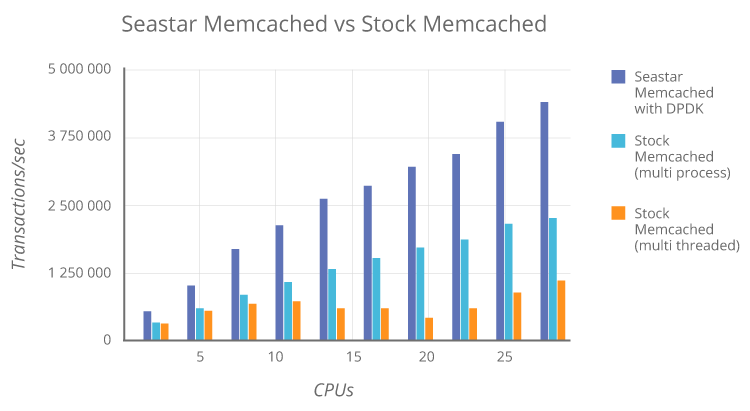 Seastar Memcached vs Stock Memcached
5 000 000
3 750 000
2 500 000
1 250 000
0
Transactions/sec
5
10
15
20
25
CPUs
Seastar
Memcached
with DPDK
Stock
Memcached
(multi process)
Stock
Memcached
(multi threaded)